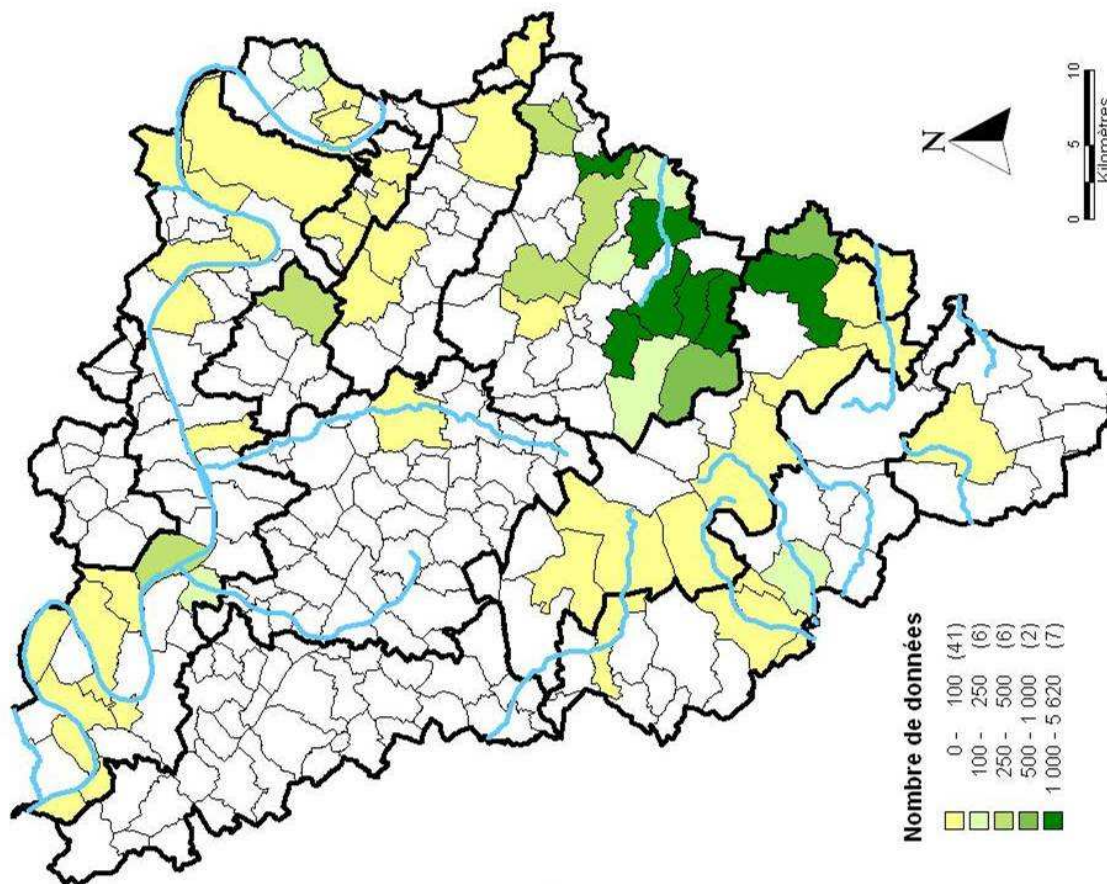 N
0 5 10
Kilomètres
Nombre de données
0 - 100 (41)
100 - 250 (6)
250 - 500 (6)
500 - 1 000 (2)
1 000 - 5 620 (7)